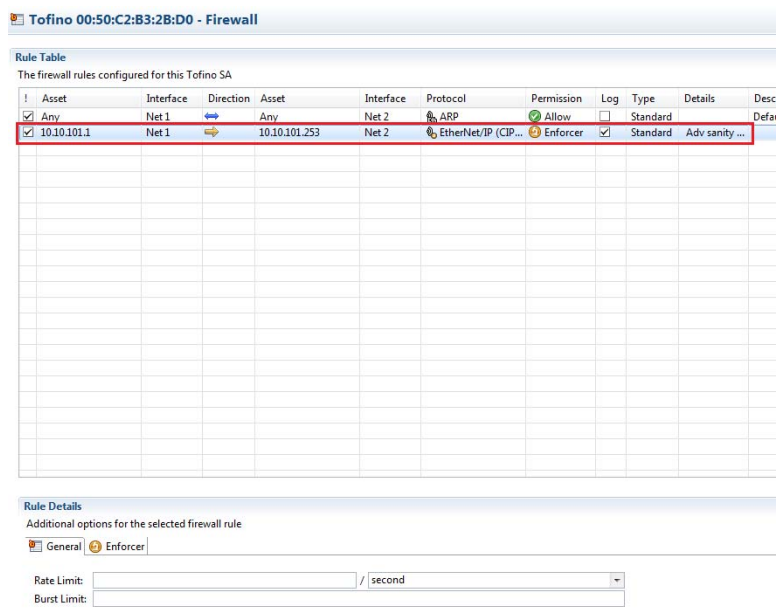 Tofino 00:50:C2:B3:2B:D0 - Firewall
Rule Table
The firewall rules configured for this Tofino SA
! Asset Interface Direction Asset Interface Protocol Permission Log Type Details Desc
Any Net 1 Any Net 2 ARP Allow Standard Defau
10.10.101.1 Net 1 10.10.101.253 Net 2 EtherNet/IP (CIP... Enforcer Standard Adv sanity ...
Rule Details
Additional options for the selected firewall rule
General Enforcer
Rate Limit: / second
Burst Limit: